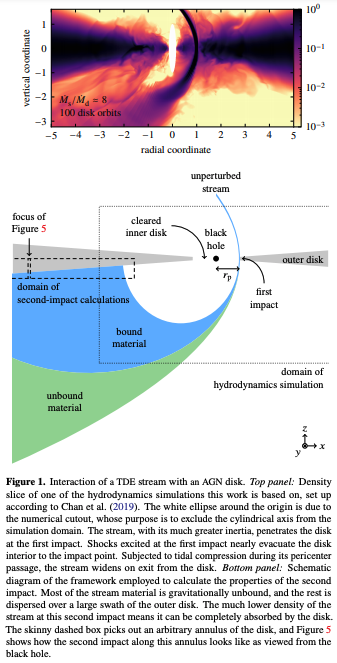 10⁰
1
0
−1
−2
−3
vertical coordinate
10⁻¹
10⁻²
10⁻³
Ṁs/Ṁd = 8
100 disk orbits
−5 −4 −3 −2 −1 0 1 2 3 4 5
radial coordinate
unperturbed
stream
focus of
Figure 5
cleared
inner disk
black
hole
outer disk
rp
domain of
second-impact calculations
first
impact
bound
material
domain of
hydrodynamics simulation
unbound
material
z
y
x
Figure 1. Interaction of a TDE stream with an AGN disk. Top panel: Density
slice of one of the hydrodynamics simulations this work is based on, set up
according to Chan et al. (2019). The white ellipse around the origin is due to
the numerical cutout, whose purpose is to exclude the cylindrical axis from the
simulation domain. The stream, with its much greater inertia, penetrates the disk
at the first impact. Shocks excited at the first impact nearly evacuate the disk
interior to the impact point. Subjected to tidal compression during its pericenter
passage, the stream widens on exit from the disk. Bottom panel: Schematic
diagram of the framework employed to calculate the properties of the second
impact. Most of the stream material is gravitationally unbound, and the rest is
dispersed over a large swath of the outer disk. The much lower density of the
stream at this second impact means it can be completely absorbed by the disk.
The skinny dashed box picks out an arbitrary annulus of the disk, and Figure 5
shows how the second impact along this annulus looks like as viewed from the
black hole.